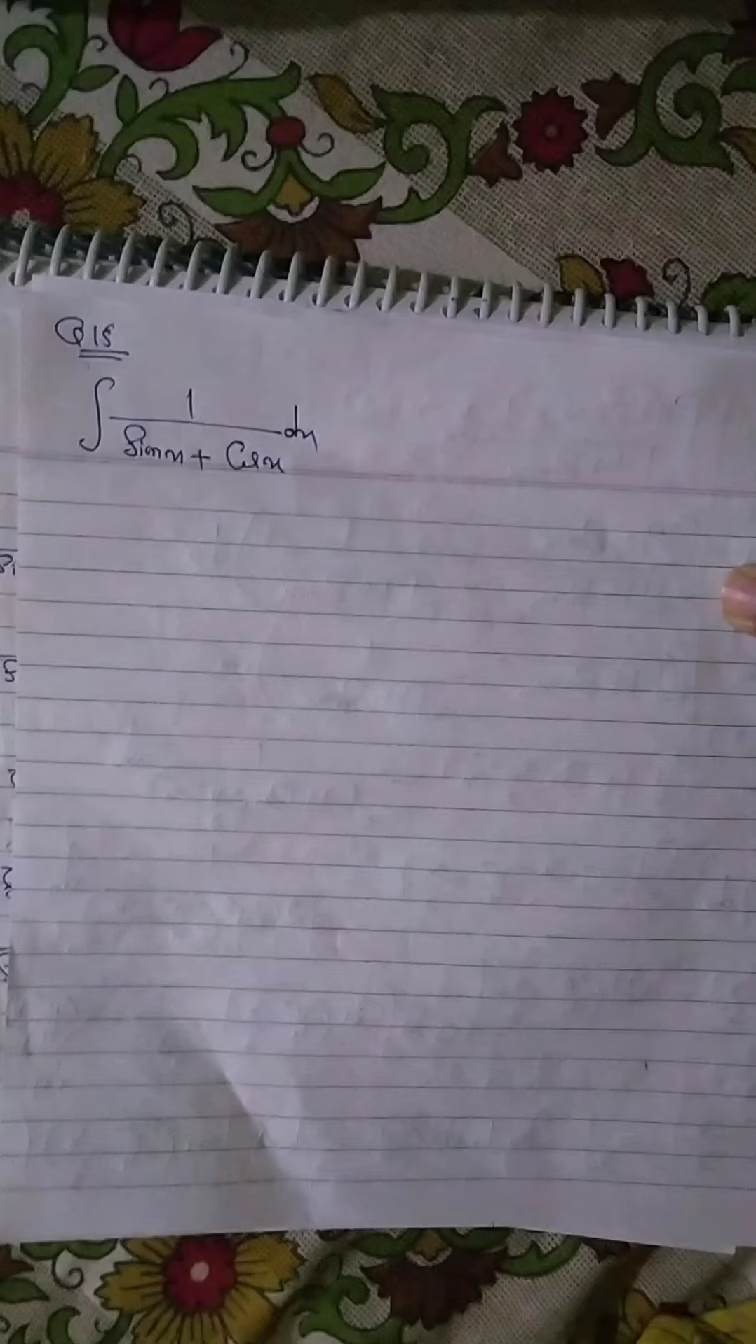 Q15
∫ 1/(Sinx + Cosx) dx